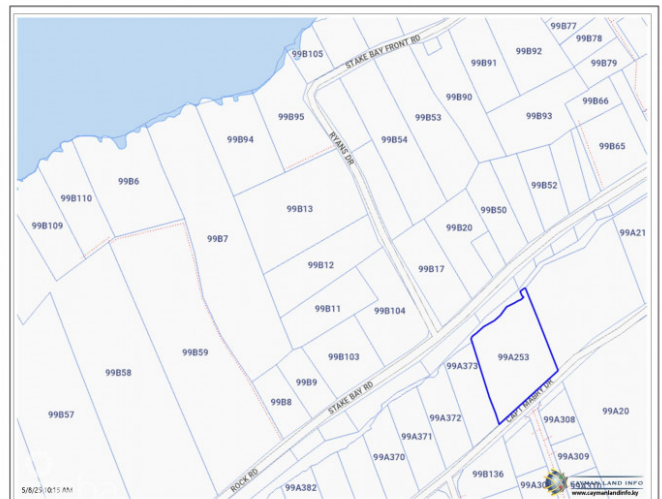 99B105
STAKE BAY FRONT RD
99B77
99B78
99B92
99B79
99B91
99B90
99B66
99B95
99B94
99B53
99B93
99B54
99B65
RYANS DR
99B6
99B52
99B110
99B13
99B50
99B109
99B7
99B20
99A21
99B12
99B17
99B11
99B104
99B59
99B103
99A373
99A253
99B58
99B9
STAKE BAY RD
99B8
CAPT MABRY DR
99B57
99A372
99A308
99A20
99A371
99A370
99A309
ROCK RD
99B136
99A382
5/8/25
10:15 AM
CAYMAN LAND INFO
www.caymanlandinfo.ky